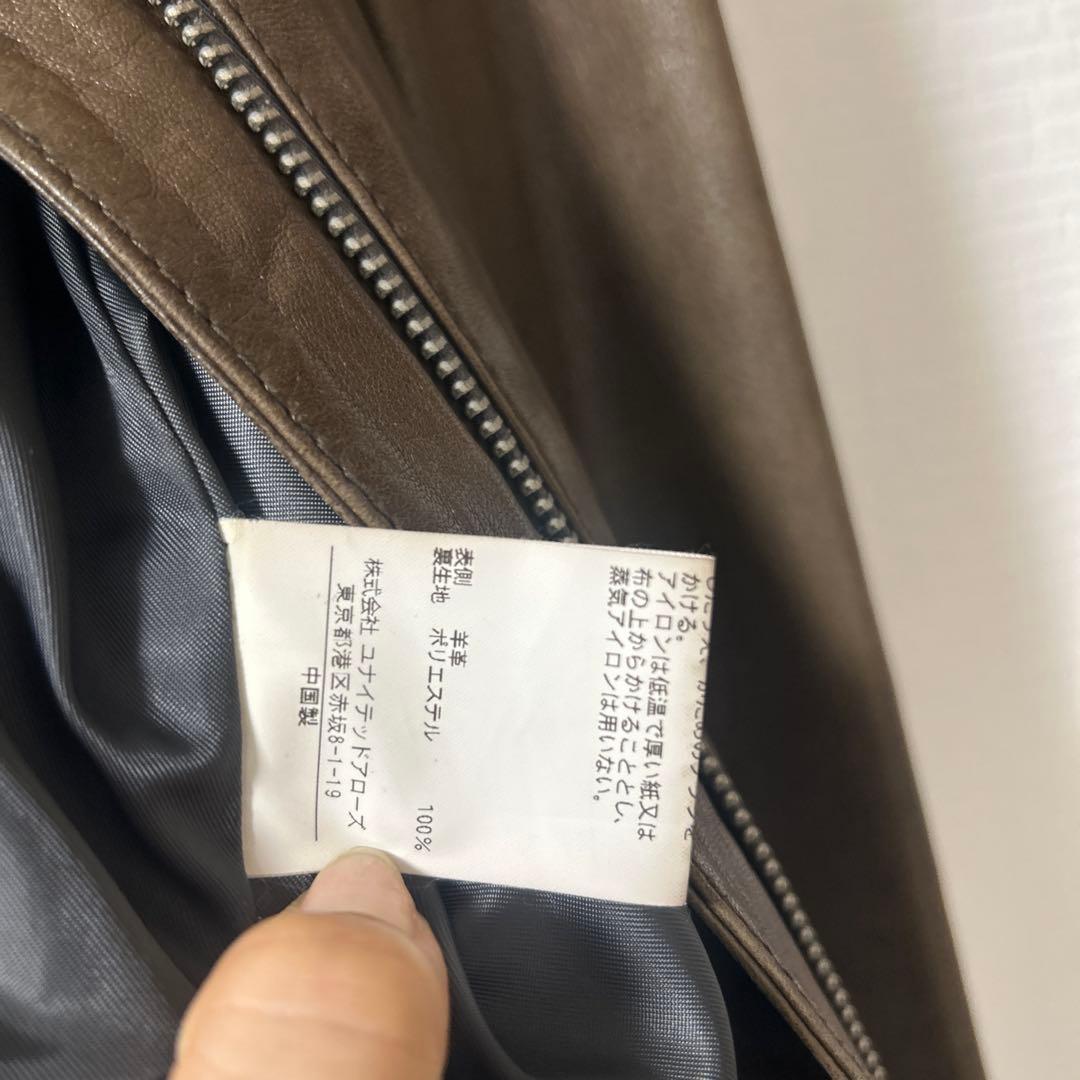 かける。
アイロンは低温で厚い紙又は
布の上からかけることとし、
蒸気アイロンは用いない。
表側 羊革
裏生地 ポリエステル 100%
株式会社 ユナイテッドアローズ
東京都港区赤坂8-1-19
中国製